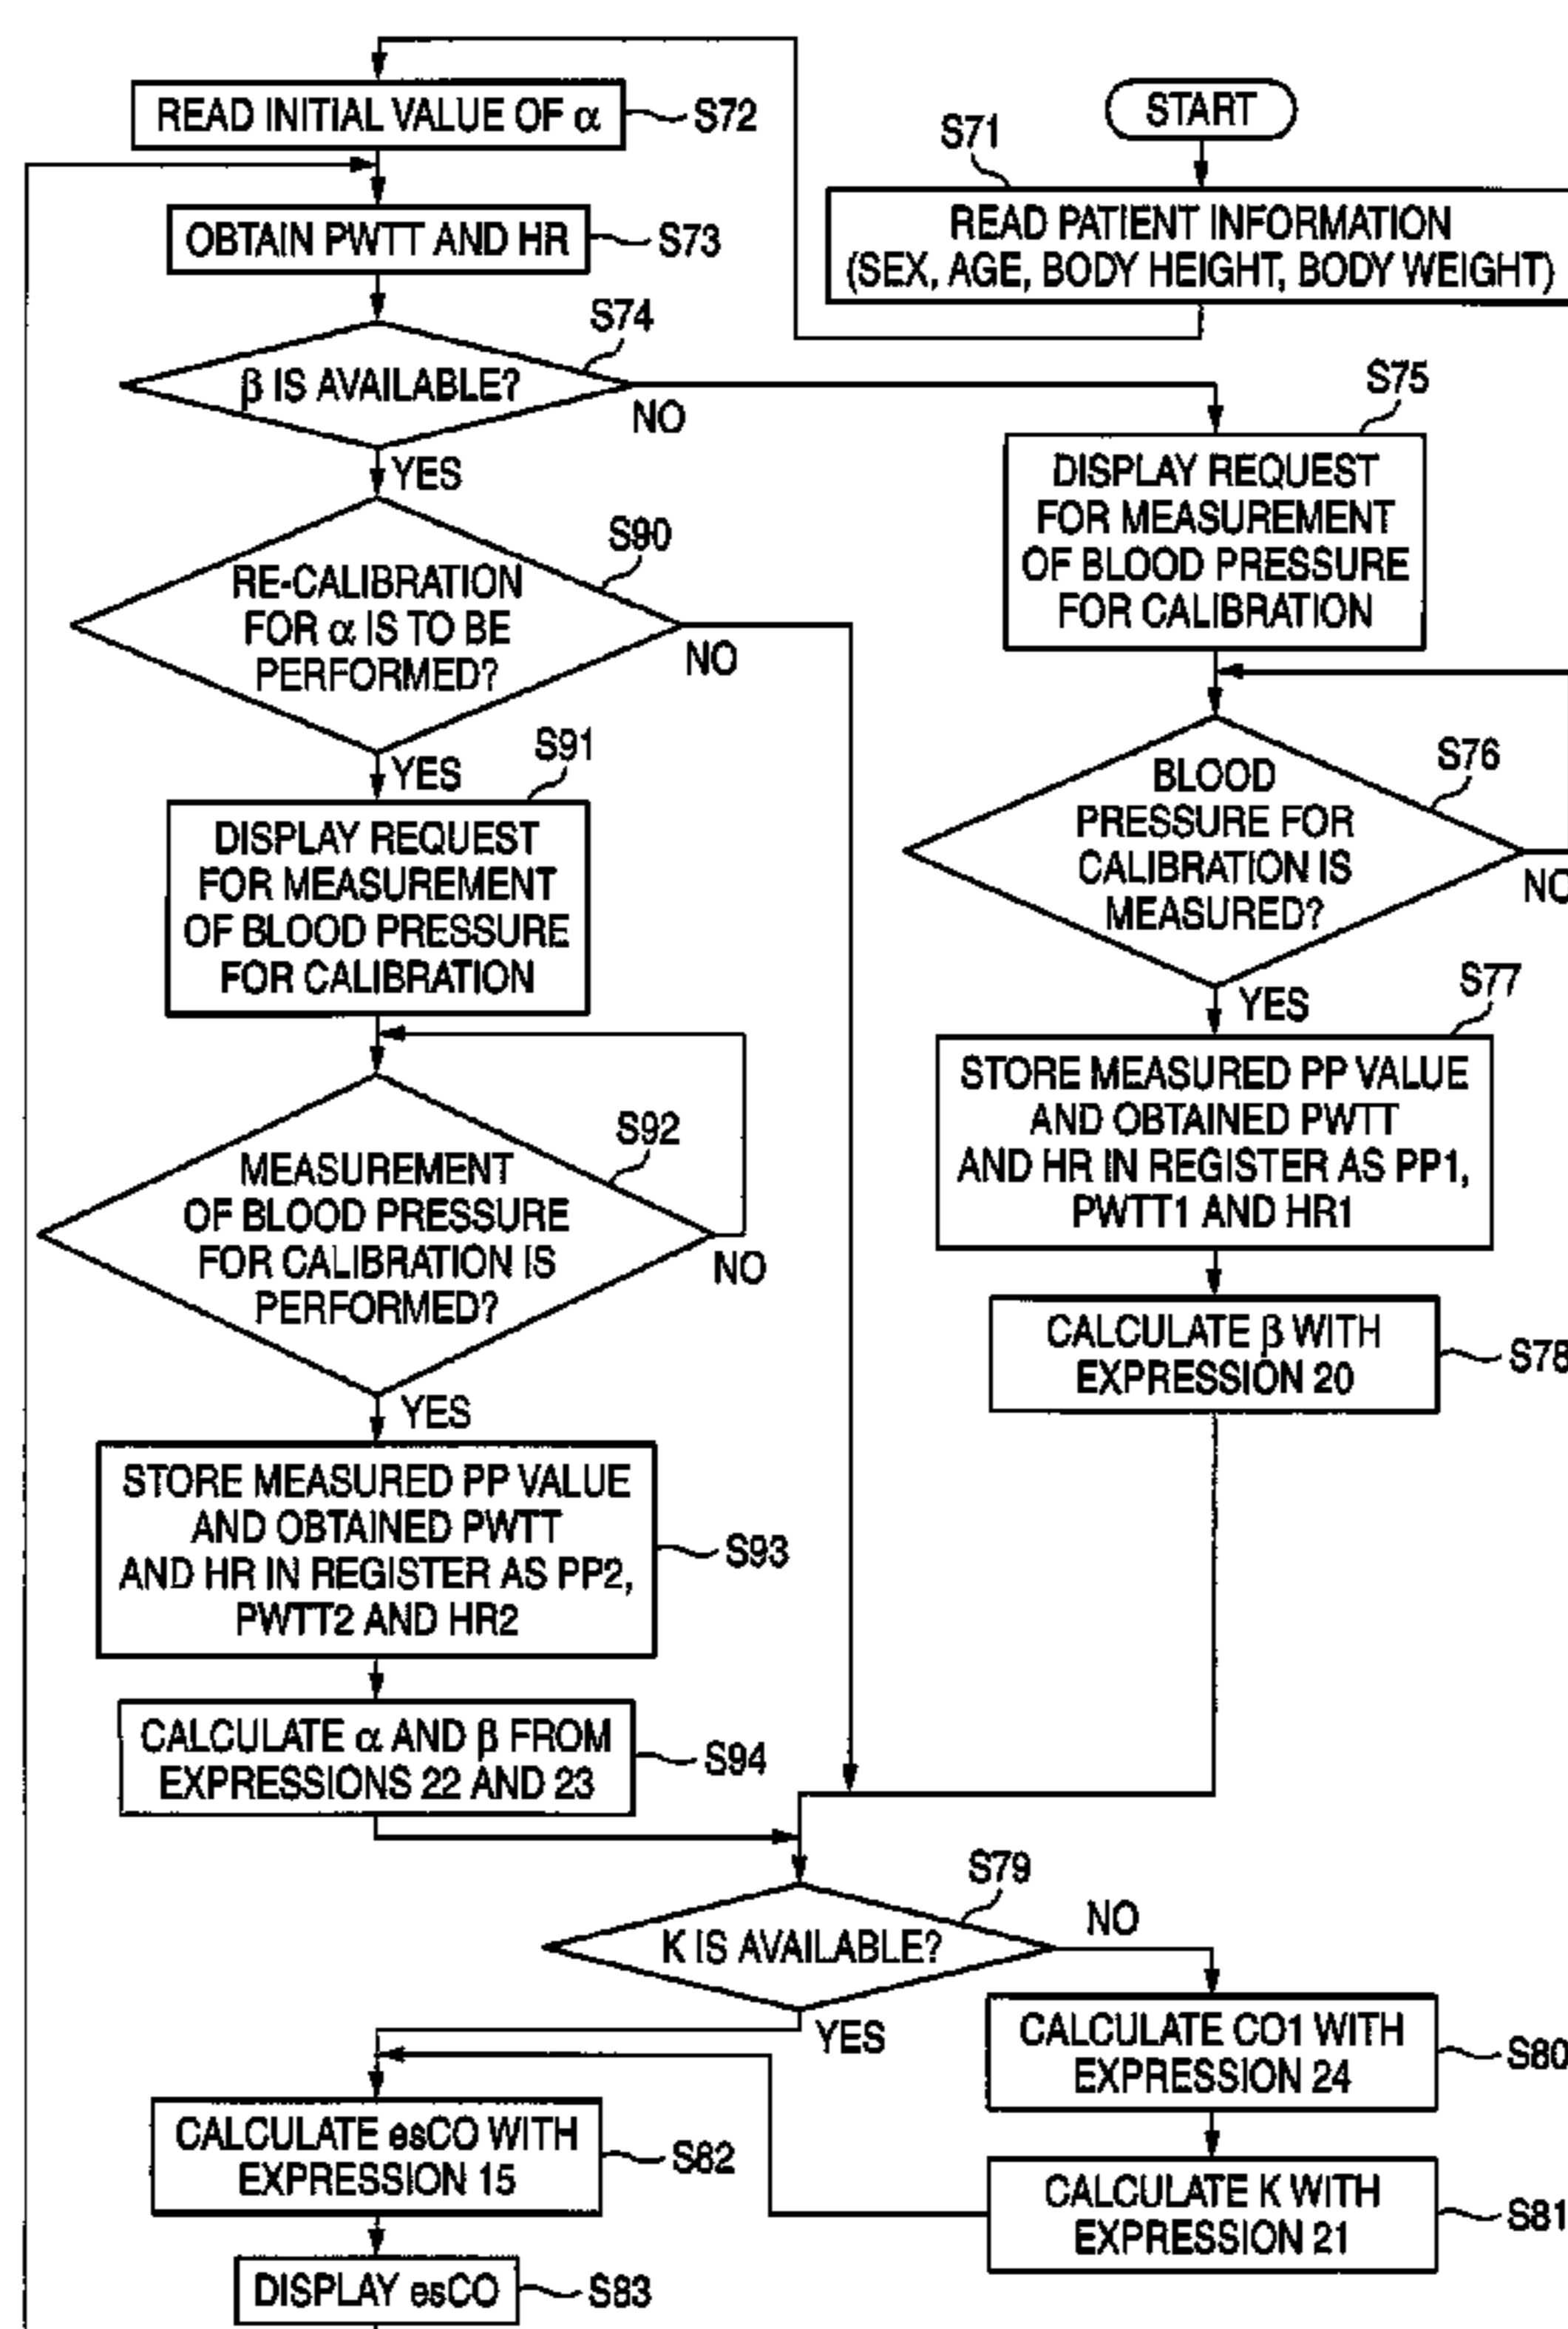 START
S71
READ PATIENT INFORMATION
(SEX, AGE, BODY HEIGHT, BODY WEIGHT)
READ INITIAL VALUE OF α
S72
OBTAIN PWTT AND HR
S73
S74
β IS AVAILABLE?
NO
YES
S75
DISPLAY REQUEST
FOR MEASUREMENT
OF BLOOD PRESSURE
FOR CALIBRATION
S76
BLOOD
PRESSURE FOR
CALIBRATION IS
MEASURED?
NO
YES
S77
STORE MEASURED PP VALUE
AND OBTAINED PWTT
AND HR IN REGISTER AS PP1,
PWTT1 AND HR1
CALCULATE β WITH
EXPRESSION 20
S78
S90
RE-CALIBRATION
FOR α IS TO BE
PERFORMED?
NO
YES
S91
DISPLAY REQUEST
FOR MEASUREMENT
OF BLOOD PRESSURE
FOR CALIBRATION
S92
MEASUREMENT
OF BLOOD PRESSURE
FOR CALIBRATION IS
PERFORMED?
NO
YES
STORE MEASURED PP VALUE
AND OBTAINED PWTT
AND HR IN REGISTER AS PP2,
PWTT2 AND HR2
S93
CALCULATE α AND β FROM
EXPRESSIONS 22 AND 23
S94
S79
K IS AVAILABLE?
NO
YES
CALCULATE CO1 WITH
EXPRESSION 24
S80
CALCULATE K WITH
EXPRESSION 21
S81
CALCULATE esCO WITH
EXPRESSION 15
S82
DISPLAY esCO
S83